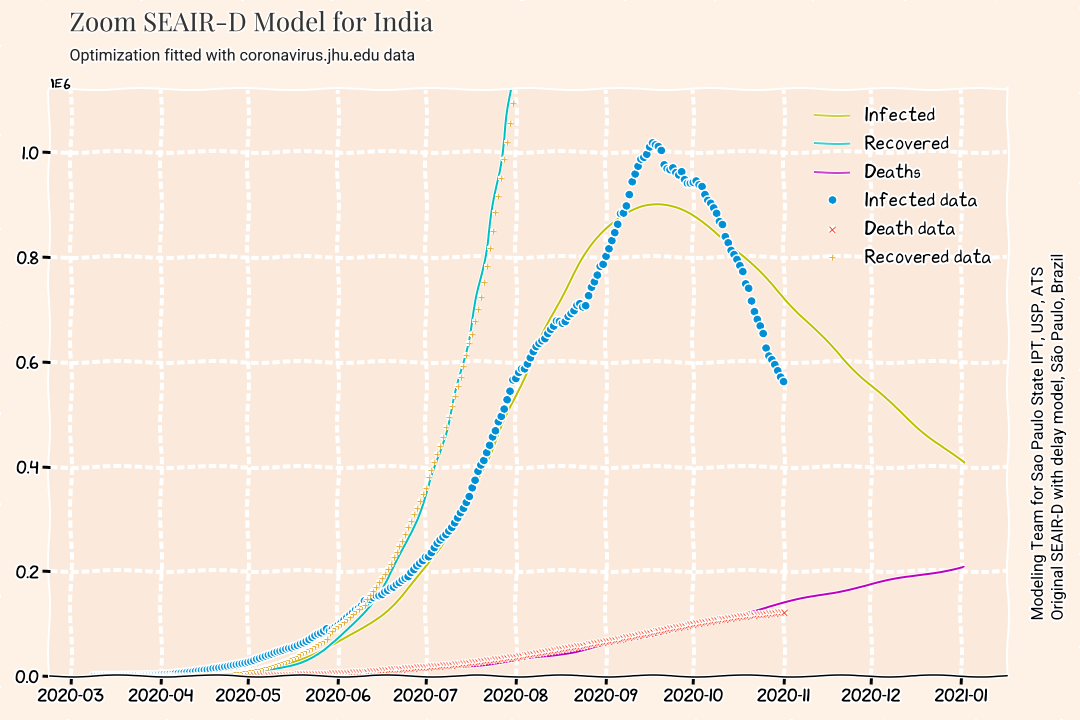 Zoom SEAIR-D Model for India
Optimization fitted with coronavirus.jhu.edu data
1E6
Infected
Recovered
Deaths
Infected data
Death data
Recovered data
1.0
0.8
0.6
0.4
0.2
0.0
2020-03 2020-04 2020-05 2020-06 2020-07 2020-08 2020-09 2020-10 2020-11 2020-12 2021-01
Modeling Team for Sao Paulo State IPT, USP, ATS
Original SEAIR-D with delay model, São Paulo, Brazil